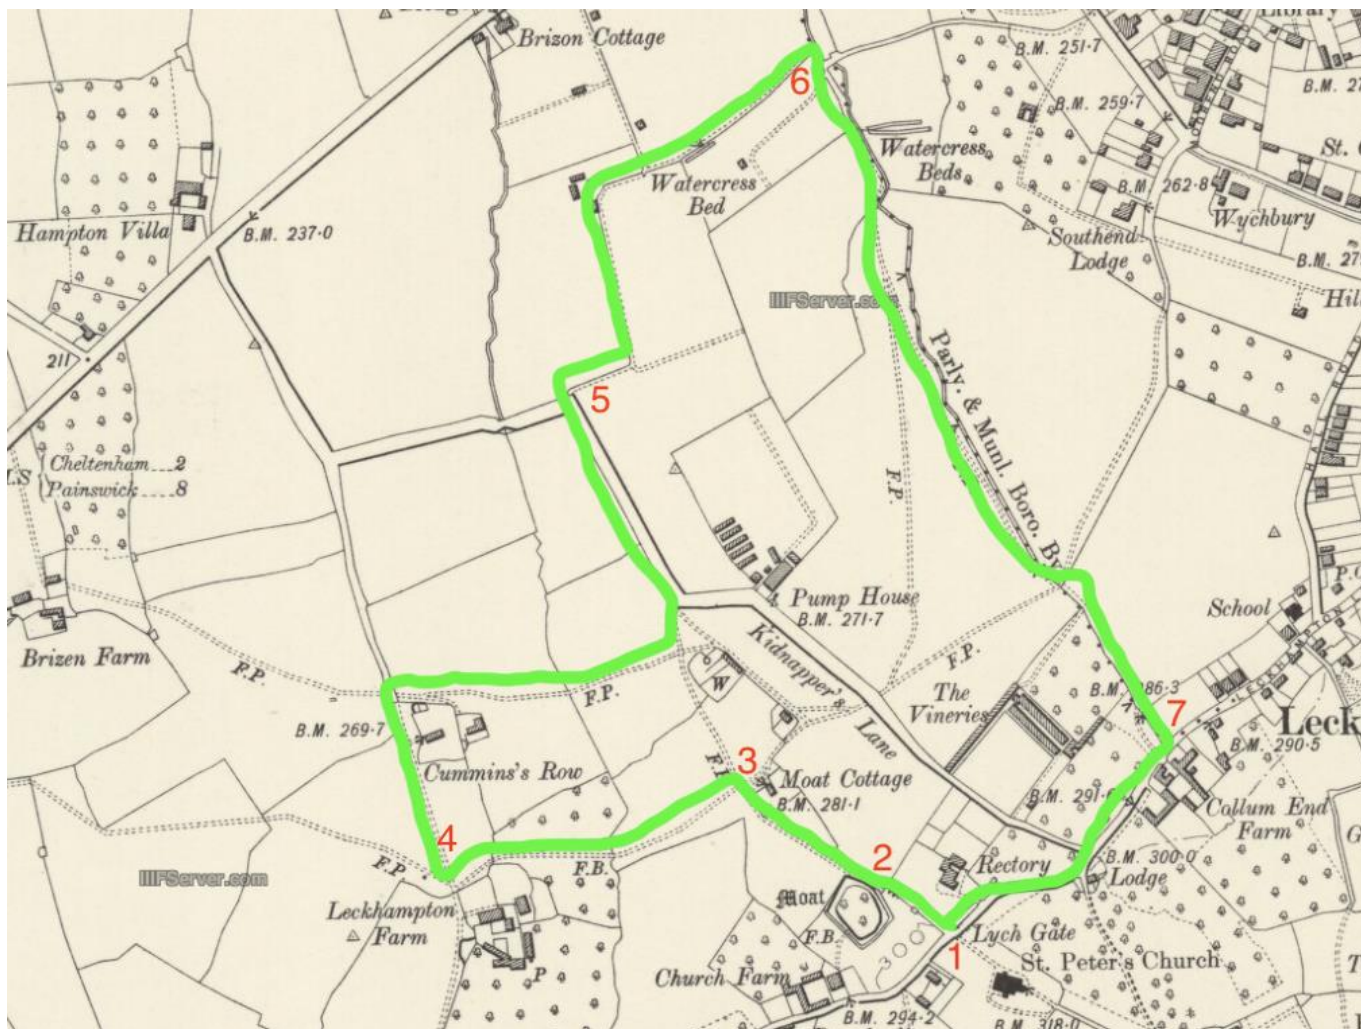 Brizon Cottage
Library
B.M. 251·7
B.M. 259·7
6
Watercress
Beds
Watercress
Bed
B.M. 262·8
Wychbury
Southend
Lodge
Hampton Villa
B.M. 237·0
IIIFServer.com
211
Parly. & Munl. Boro. By
5
Cheltenham 2
Painswick 8
F.P.
Pump House
B.M. 271·7
School
Brizen Farm
F.P.
F.P.
F.P.
W
Kidnapper's
Lane
The
Vineries
B.M. 286·3
7
B.M. 290·5
B.M. 269·7
Cummins's Row
3
Moat Cottage
B.M. 281·1
Collum End
Farm
4
F.P.
F.B.
2
Rectory
B.M. 300·0
Lodge
IIIFServer.com
Leckhampton
Farm
Moat
F.B.
Lych Gate
1
St. Peter's Church
P
Church Farm
B.M. 294·2
B.M. 318·0